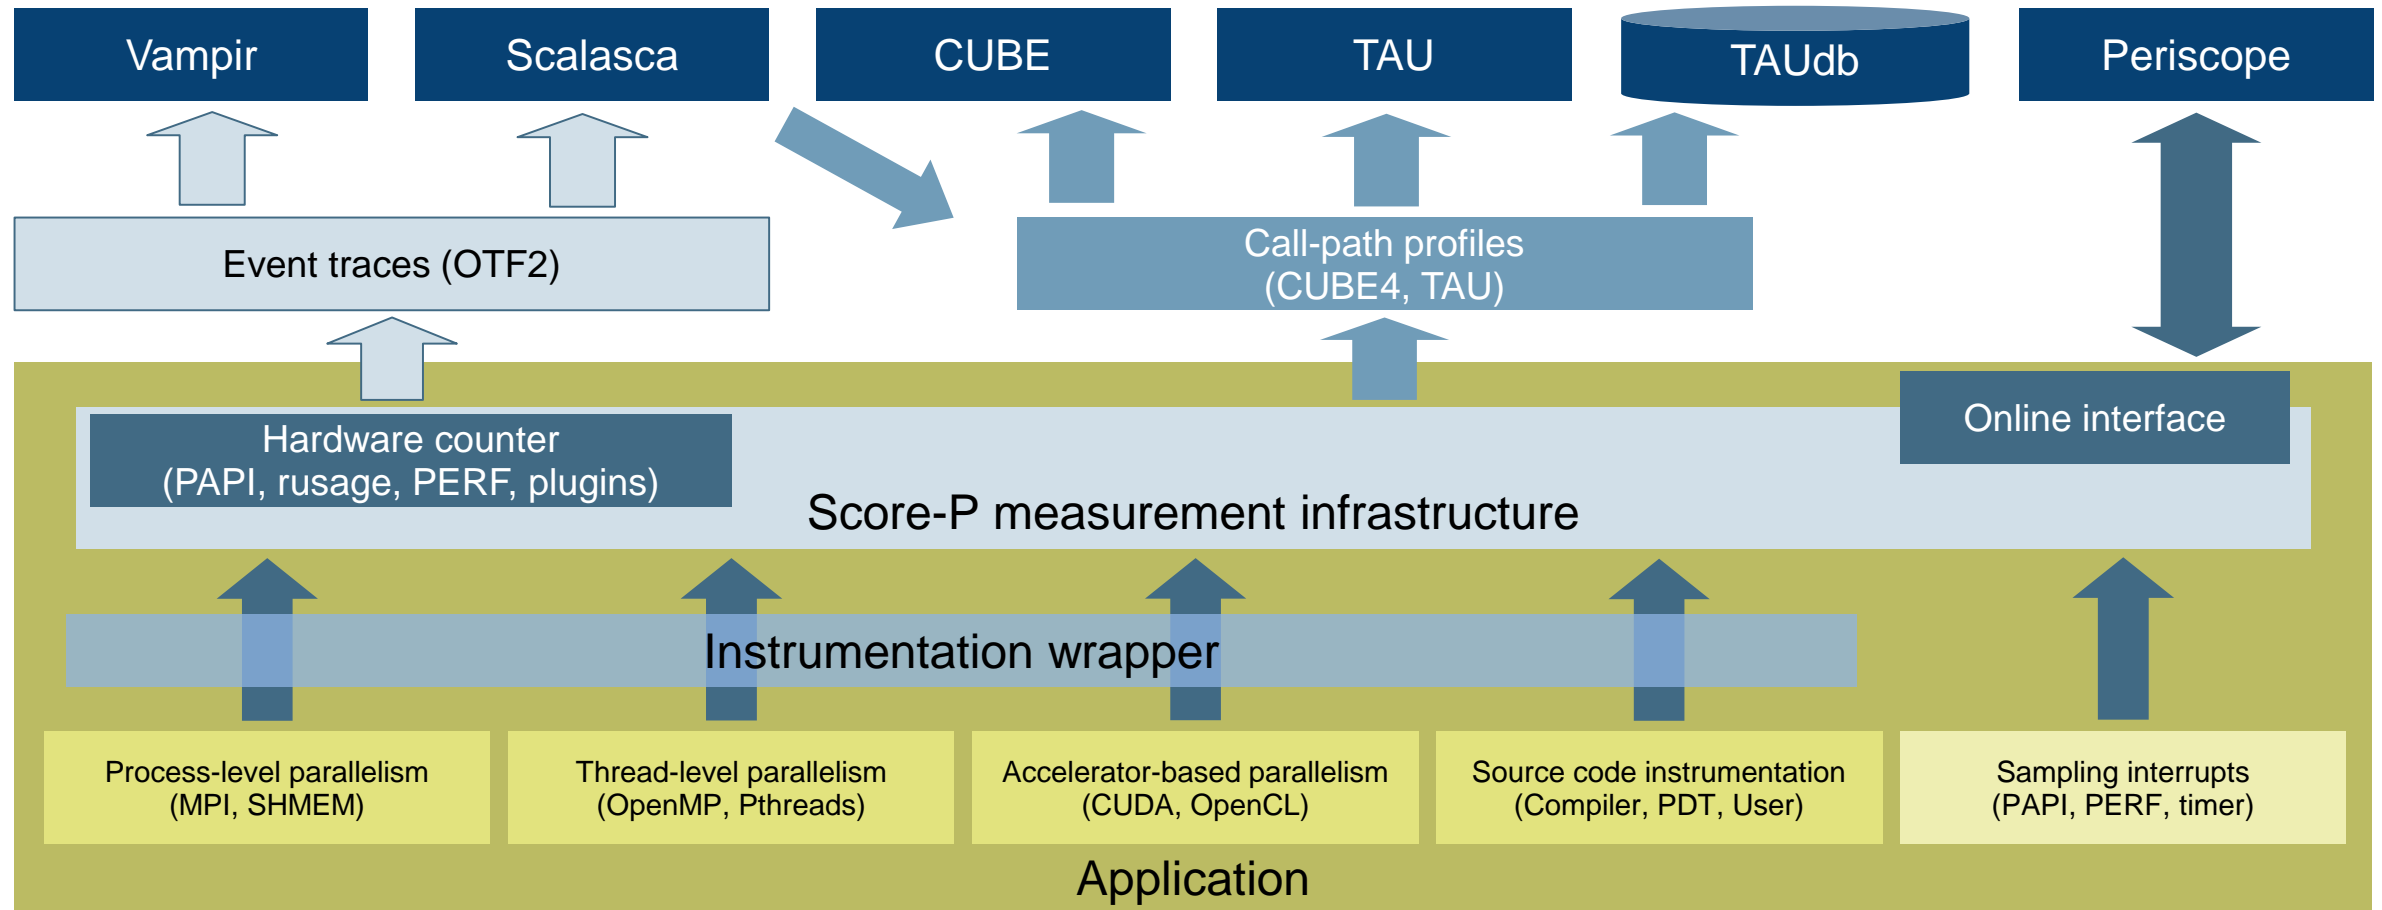 Vampir
Scalasca
CUBE
TAU
TAUdb
Periscope
Event traces (OTF2)
Call-path profiles
(CUBE4, TAU)
Hardware counter
(PAPI, rusage, PERF, plugins)
Online interface
Score-P measurement infrastructure
Instrumentation wrapper
Process-level parallelism
(MPI, SHMEM)
Thread-level parallelism
(OpenMP, Pthreads)
Accelerator-based parallelism
(CUDA, OpenCL)
Source code instrumentation
(Compiler, PDT, User)
Sampling interrupts
(PAPI, PERF, timer)
Application